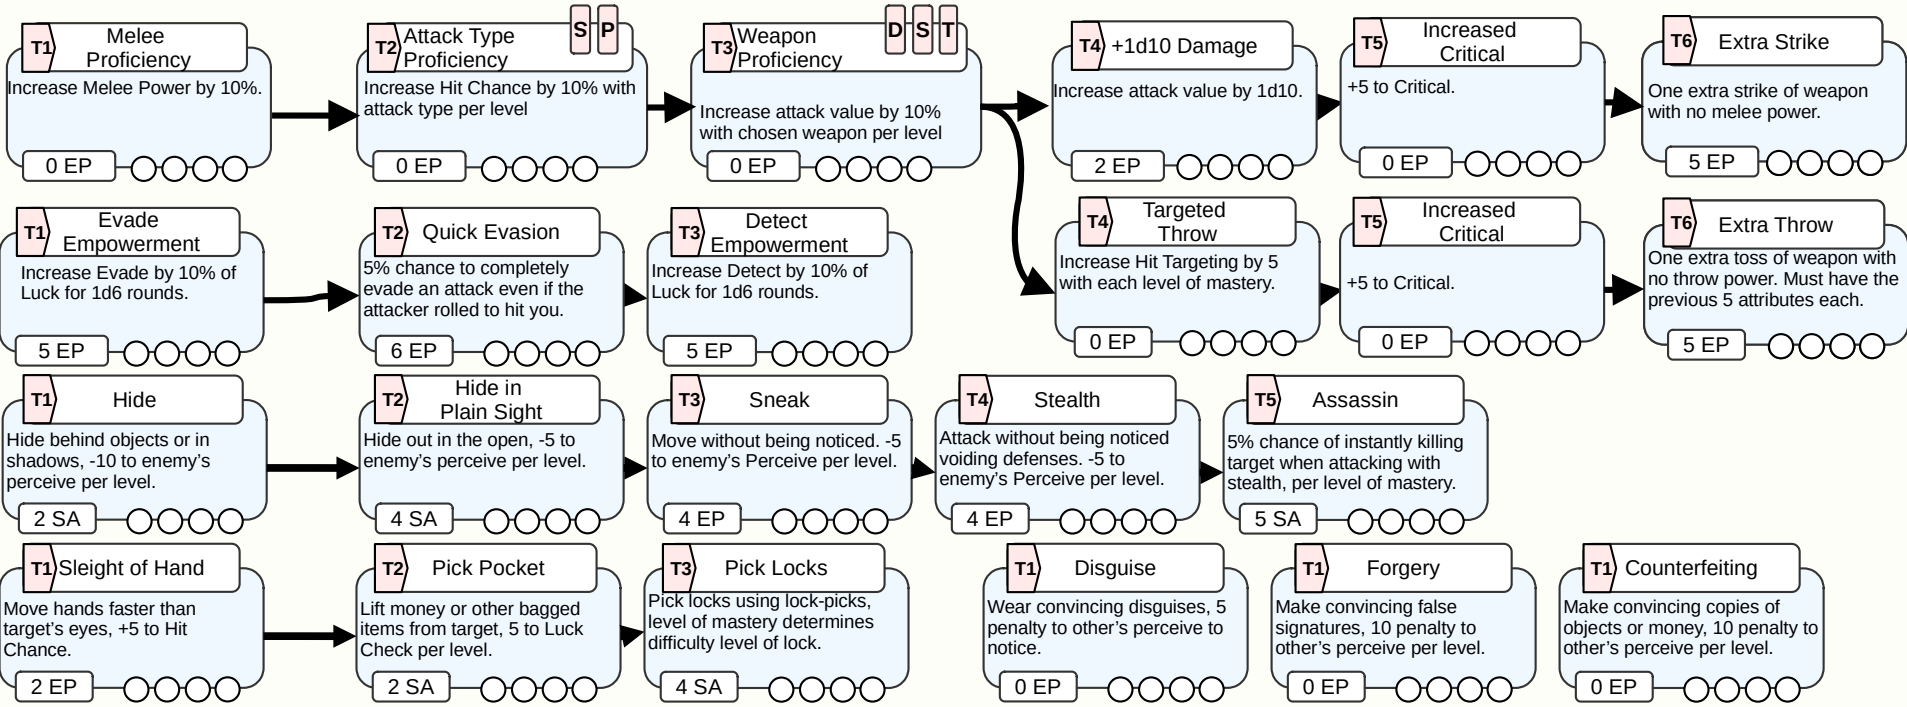 T1
Melee
Proficiency
Increase Melee Power by 10%.
0 EP
T2
Attack Type
Proficiency
S
P
Increase Hit Chance by 10% with
attack type per level
0 EP
T3
Weapon
Proficiency
D
S
T
Increase attack value by 10%
with chosen weapon per level
0 EP
T4
+1d10 Damage
Increase attack value by 1d10.
2 EP
T5
Increased
Critical
+5 to Critical.
0 EP
T6
Extra Strike
One extra strike of weapon
with no melee power.
5 EP
T4
Targeted
Throw
Increase Hit Targeting by 5
with each level of mastery.
0 EP
T5
Increased
Critical
+5 to Critical.
0 EP
T6
Extra Throw
One extra toss of weapon with
no throw power. Must have the
previous 5 attributes each.
5 EP
T1
Evade
Empowerment
Increase Evade by 10% of
Luck for 1d6 rounds.
5 EP
T2
Quick Evasion
5% chance to completely
evade an attack even if the
attacker rolled to hit you.
6 EP
T3
Detect
Empowerment
Increase Detect by 10% of
Luck for 1d6 rounds.
5 EP
T1
Hide
Hide behind objects or in
shadows, -10 to enemy's
perceive per level.
2 SA
T2
Hide in
Plain Sight
Hide out in the open, -5 to
enemy's perceive per level.
4 SA
T3
Sneak
Move without being noticed. -5
to enemy's Perceive per level.
4 EP
T4
Stealth
Attack without being noticed
voiding defenses. -5 to
enemy's Perceive per level.
4 EP
T5
Assassin
5% chance of instantly killing
target when attacking with
stealth, per level of mastery.
5 SA
T1
Sleight of Hand
Move hands faster than
target's eyes, +5 to Hit
Chance.
2 EP
T2
Pick Pocket
Lift money or other bagged
items from target, 5 to Luck
Check per level.
2 SA
T3
Pick Locks
Pick locks using lock-picks,
level of mastery determines
difficulty level of lock.
4 SA
T1
Disguise
Wear convincing disguises, 5
penalty to other's perceive to
notice.
0 EP
T1
Forgery
Make convincing false
signatures, 10 penalty to
other's perceive per level.
0 EP
T1
Counterfeiting
Make convincing copies of
objects or money, 10 penalty to
other's perceive per level.
0 EP